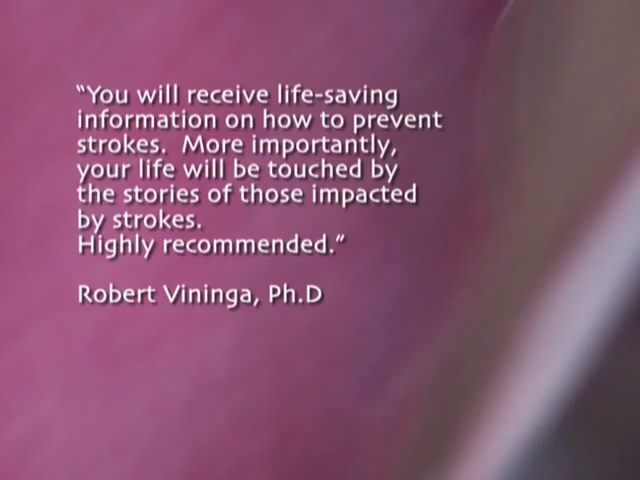 “You will receive life-saving
information on how to prevent
strokes.  More importantly,
your life will be touched by
the stories of those impacted
by strokes.
Highly recommended.”
Robert Vininga, Ph.D